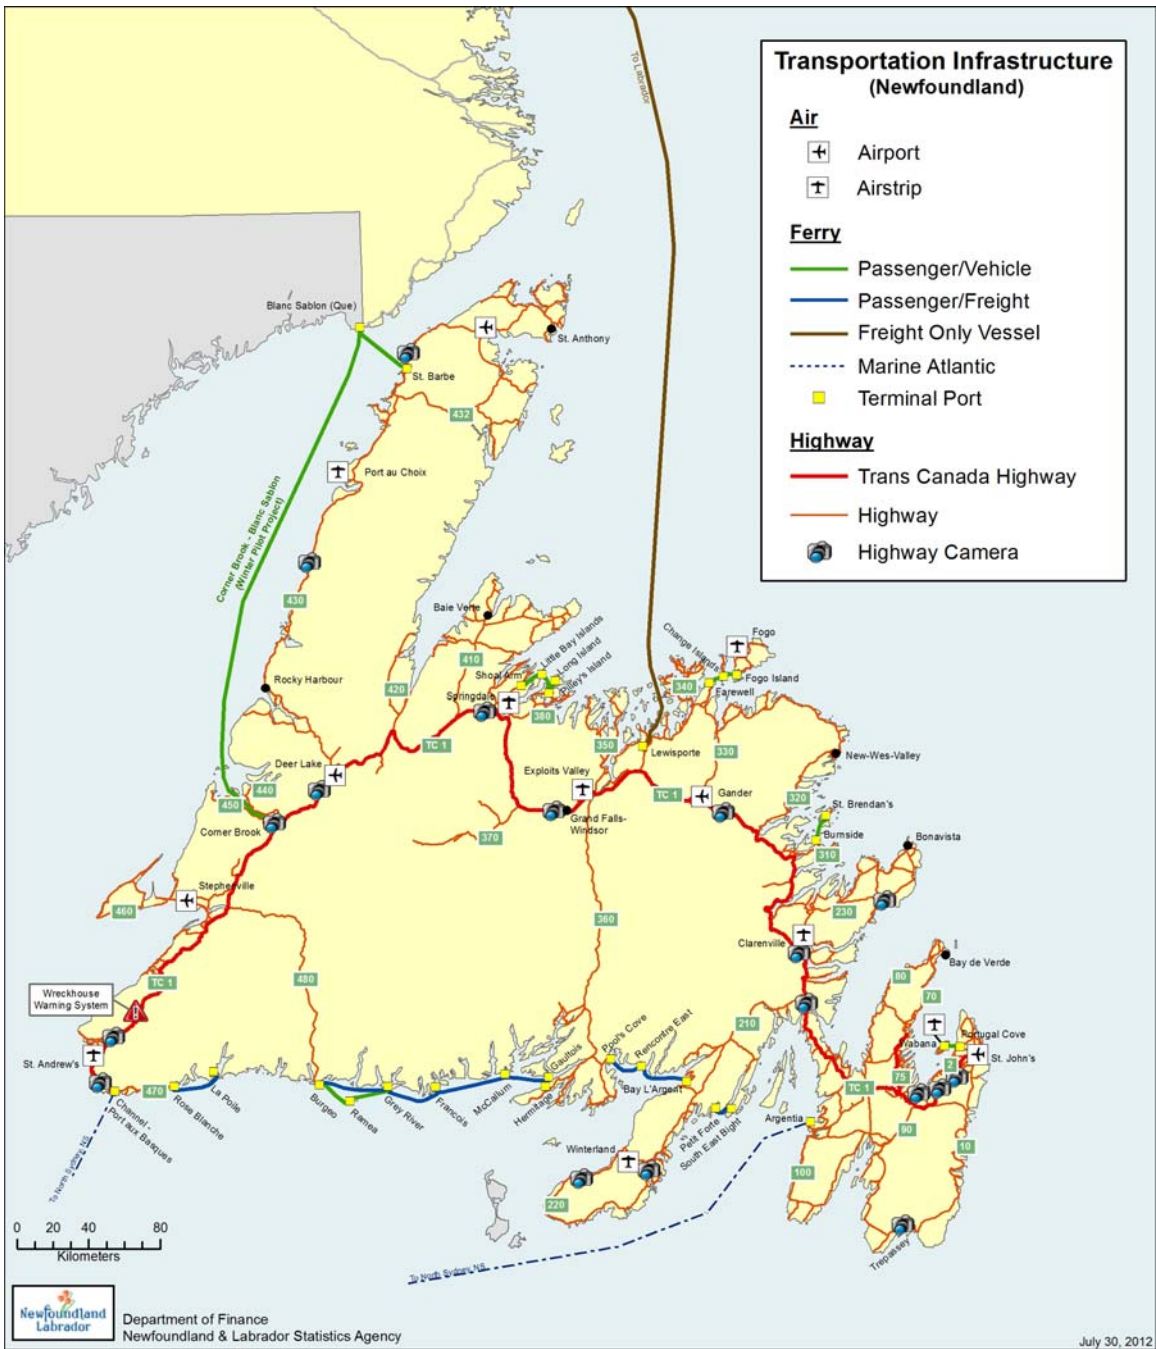 Transportation Infrastructure
(Newfoundland)
Air
Airport
Airstrip
Ferry
Passenger/Vehicle
Passenger/Freight
Freight Only Vessel
Marine Atlantic
Terminal Port
Highway
Trans Canada Highway
Highway
Highway Camera
To Labrador
Blanc Sablon (Que)
St. Anthony
St. Barbe
432
Port au Choix
Corner Brook - Blanc Sablon
(Winter Pilot Project)
430
Baie Verte
Rocky Harbour
410
420
Shoal Arm
Little Bay Islands
Long Island
Pilley's Island
Springdale
380
TC 1
Change Islands
Fogo
Fogo Island
Farewell
340
350
Lewisporte
330
New-Wes-Valley
Deer Lake
440
450
Corner Brook
Exploits Valley
Grand Falls-
Windsor
370
TC 1
Gander
320
St. Brendan's
Burnside
310
Bonavista
Stephenville
460
360
230
Clarenville
Bay de Verde
80
70
480
TC 1
Wreckhouse
Warning System
210
Wabana
Portugal Cove
St. John's
2
75
TC 1
St. Andrew's
470
Channel -
Port aux Basques
Rose Blanche
La Poile
Burgeo
Ramea
Grey River
Francois
McCallum
Hermitage
Gaultois
Pool's Cove
Rencontre East
Bay L'Argent
Petit Forte
South East Bight
Argentia
90
10
100
Winterland
220
Trepassey
To North Sydney, NS
To North Sydney, NS
0 20 40 80
Kilometers
Newfoundland
Labrador
Department of Finance
Newfoundland & Labrador Statistics Agency
July 30, 2012